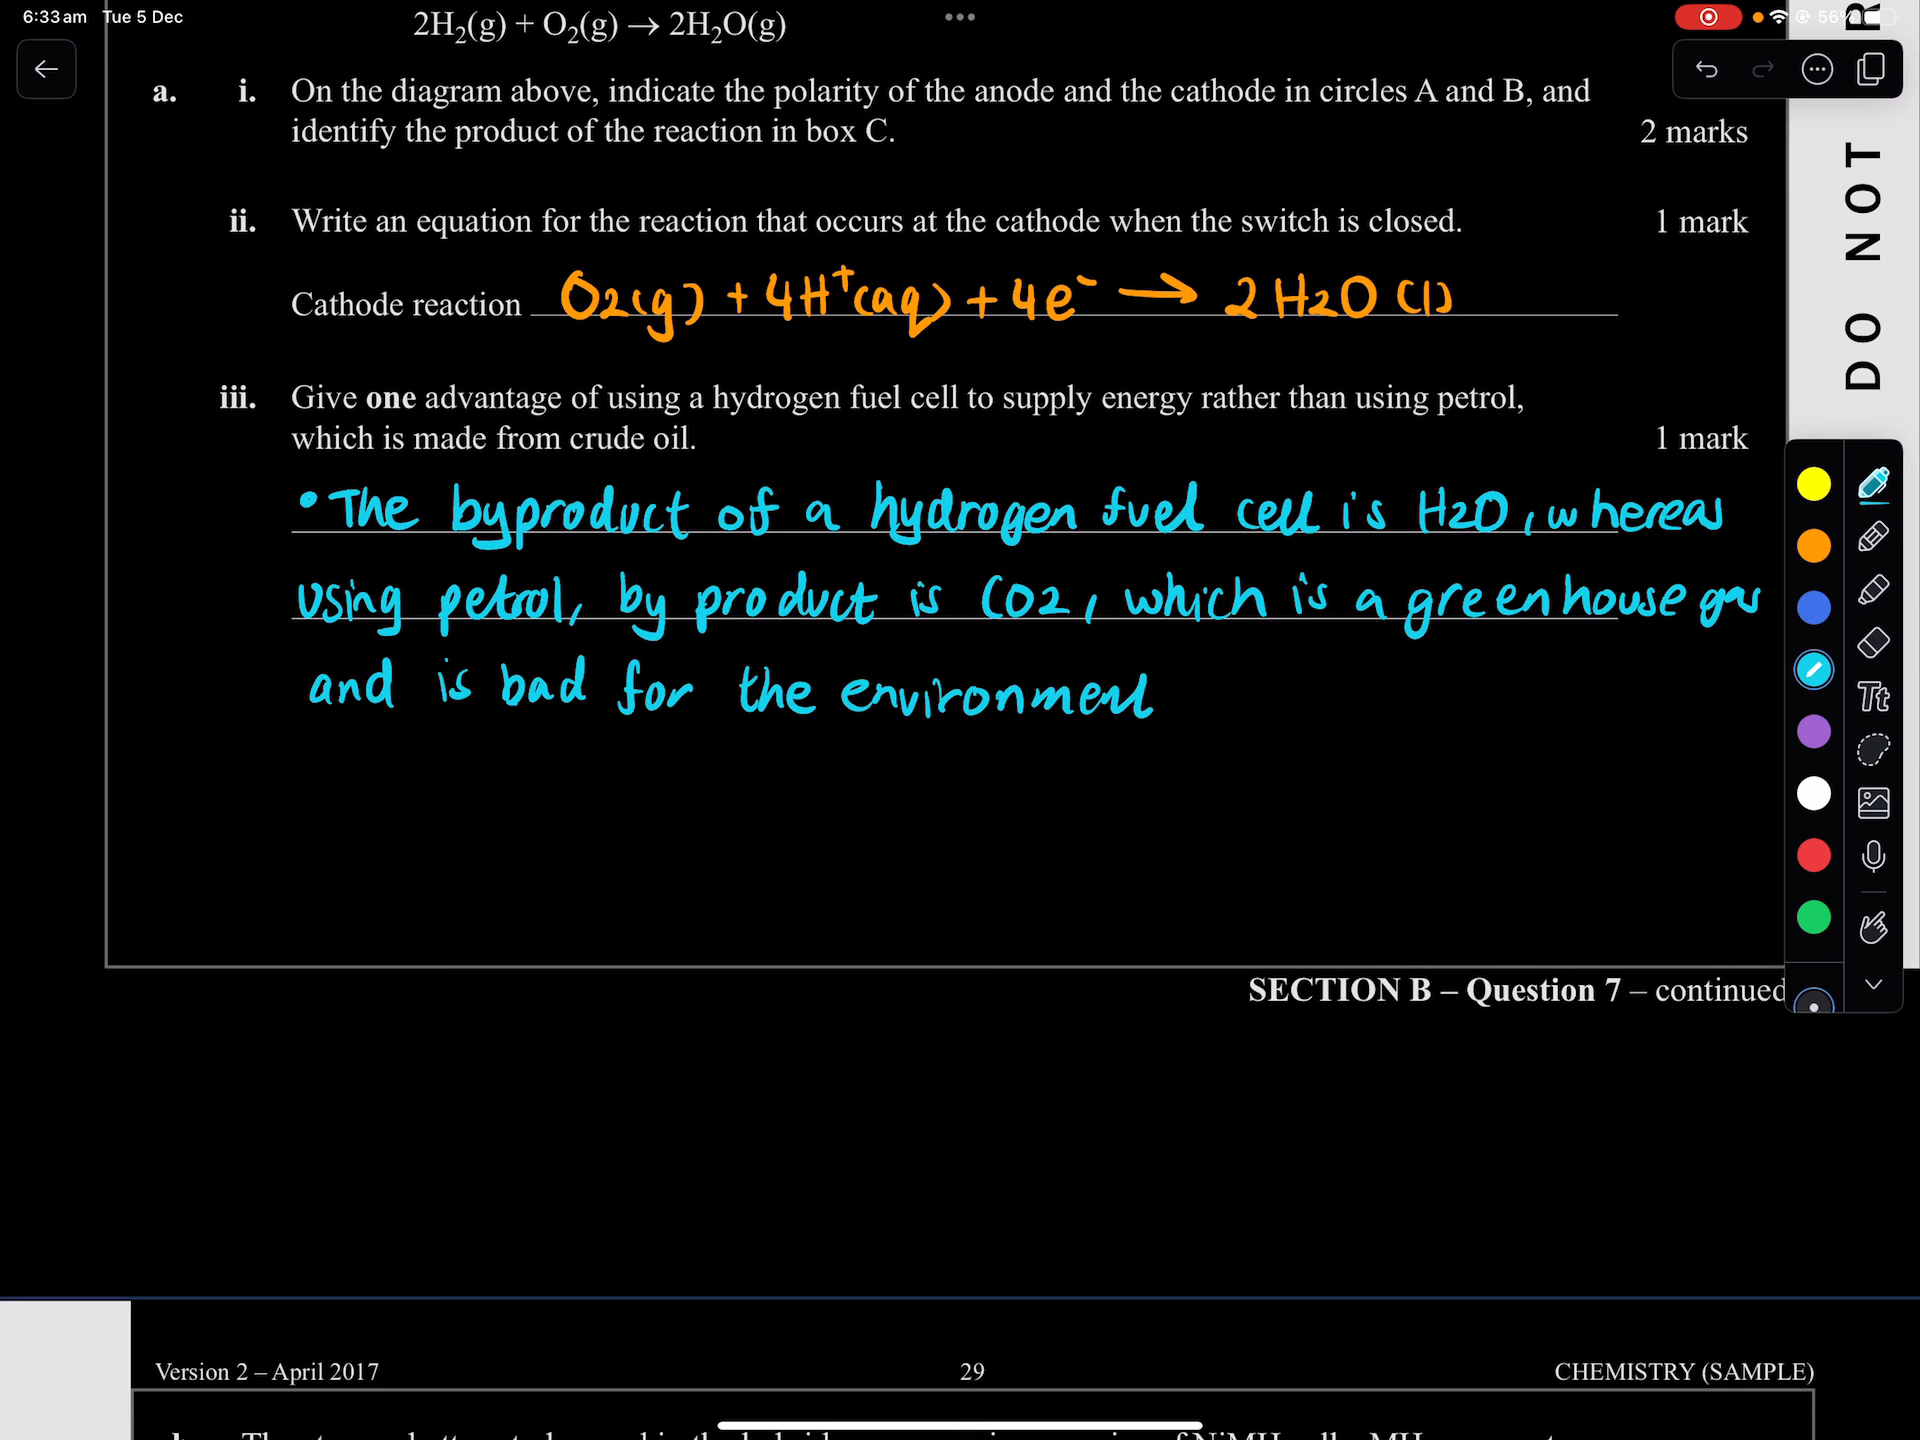 6:33 am Tue 5 Dec
56%
2H₂(g) + O₂(g) → 2H₂O(g)
a. i. On the diagram above, indicate the polarity of the anode and the cathode in circles A and B, and
identify the product of the reaction in box C. 2 marks
ii. Write an equation for the reaction that occurs at the cathode when the switch is closed. 1 mark
Cathode reaction O2(g) + 4H⁺(aq) + 4e⁻ → 2H2O (l)
iii. Give one advantage of using a hydrogen fuel cell to supply energy rather than using petrol,
which is made from crude oil. 1 mark
• The byproduct of a hydrogen fuel cell is H2O, whereas
using petrol, by product is CO2, which is a greenhouse gas
and is bad for the environment
SECTION B – Question 7 – continued
DO NOT R
Tt
Version 2 – April 2017 29 CHEMISTRY (SAMPLE)